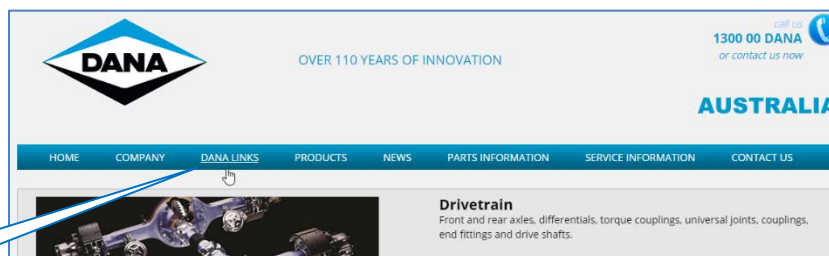 call us
1300 00 DANA
or contact us now
DANA
OVER 110 YEARS OF INNOVATION
AUSTRALIA
HOME COMPANY DANA LINKS PRODUCTS NEWS PARTS INFORMATION SERVICE INFORMATION CONTACT US
Drivetrain
Front and rear axles, differentials, torque couplings, universal joints, couplings,
end fittings and drive shafts.